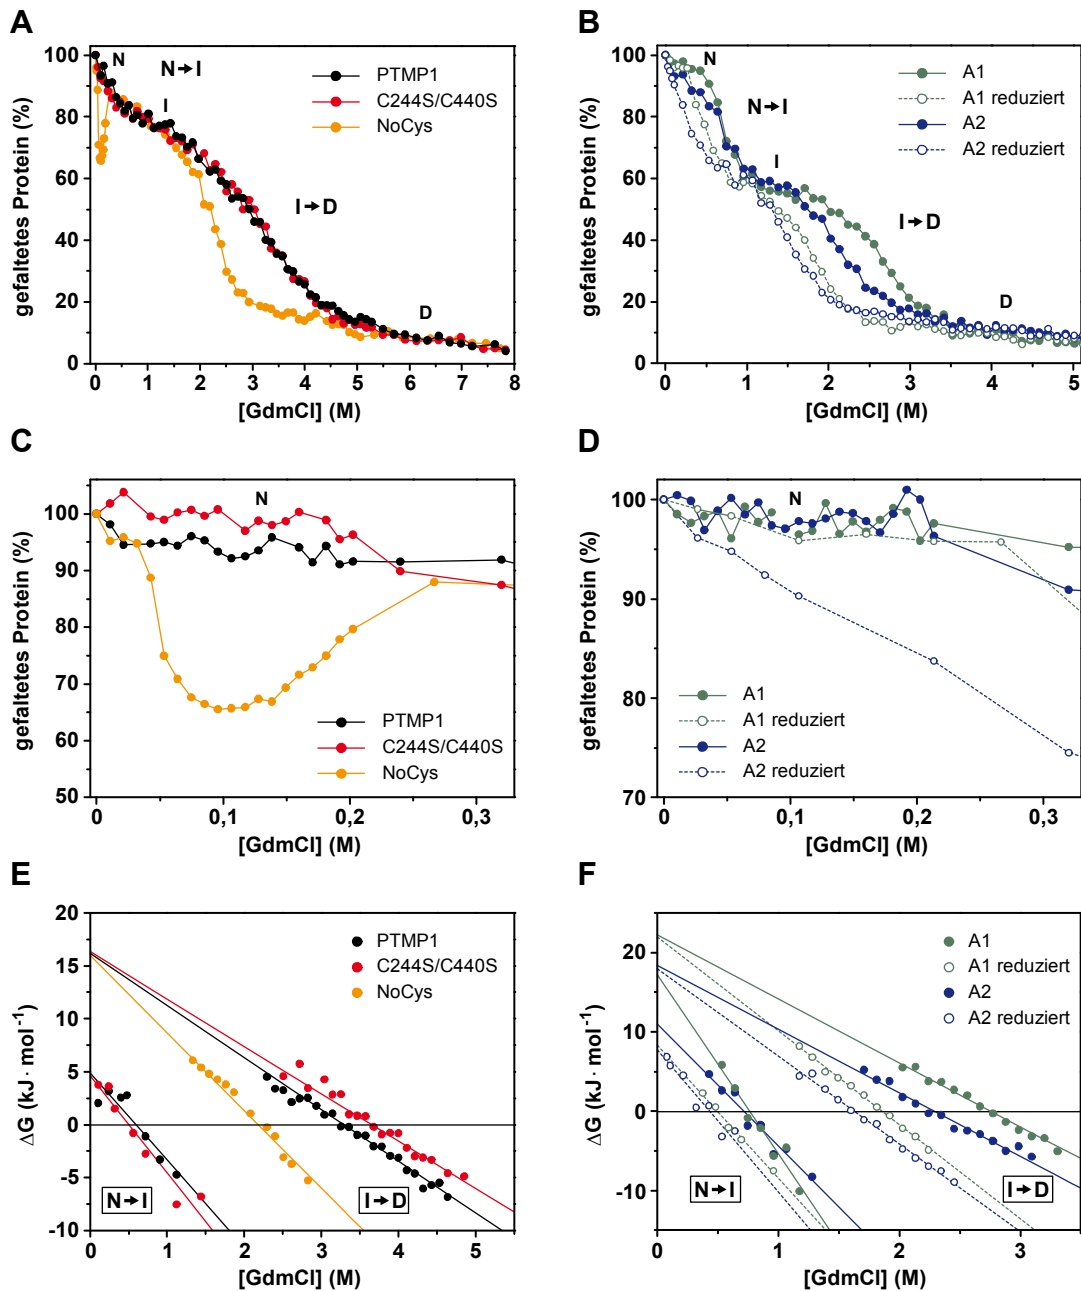 A
gefaltetes Protein (%)
100
80
60
40
20
0
N
N→I
I
I→D
D
PTMP1
C244S/C440S
NoCys
0 1 2 3 4 5 6 7 8
[GdmCl] (M)
B
gefaltetes Protein (%)
100
80
60
40
20
0
N
N→I
I
I→D
D
A1
A1 reduziert
A2
A2 reduziert
0 1 2 3 4 5
[GdmCl] (M)
C
gefaltetes Protein (%)
100
90
80
70
60
50
N
PTMP1
C244S/C440S
NoCys
0 0,1 0,2 0,3
[GdmCl] (M)
D
gefaltetes Protein (%)
100
90
80
70
N
A1
A1 reduziert
A2
A2 reduziert
0 0,1 0,2 0,3
[GdmCl] (M)
E
ΔG (kJ · mol⁻¹)
20
15
10
5
0
-5
-10
PTMP1
C244S/C440S
NoCys
N→I
I→D
0 1 2 3 4 5
[GdmCl] (M)
F
ΔG (kJ · mol⁻¹)
20
10
0
-10
A1
A1 reduziert
A2
A2 reduziert
N→I
I→D
0 1 2 3
[GdmCl] (M)